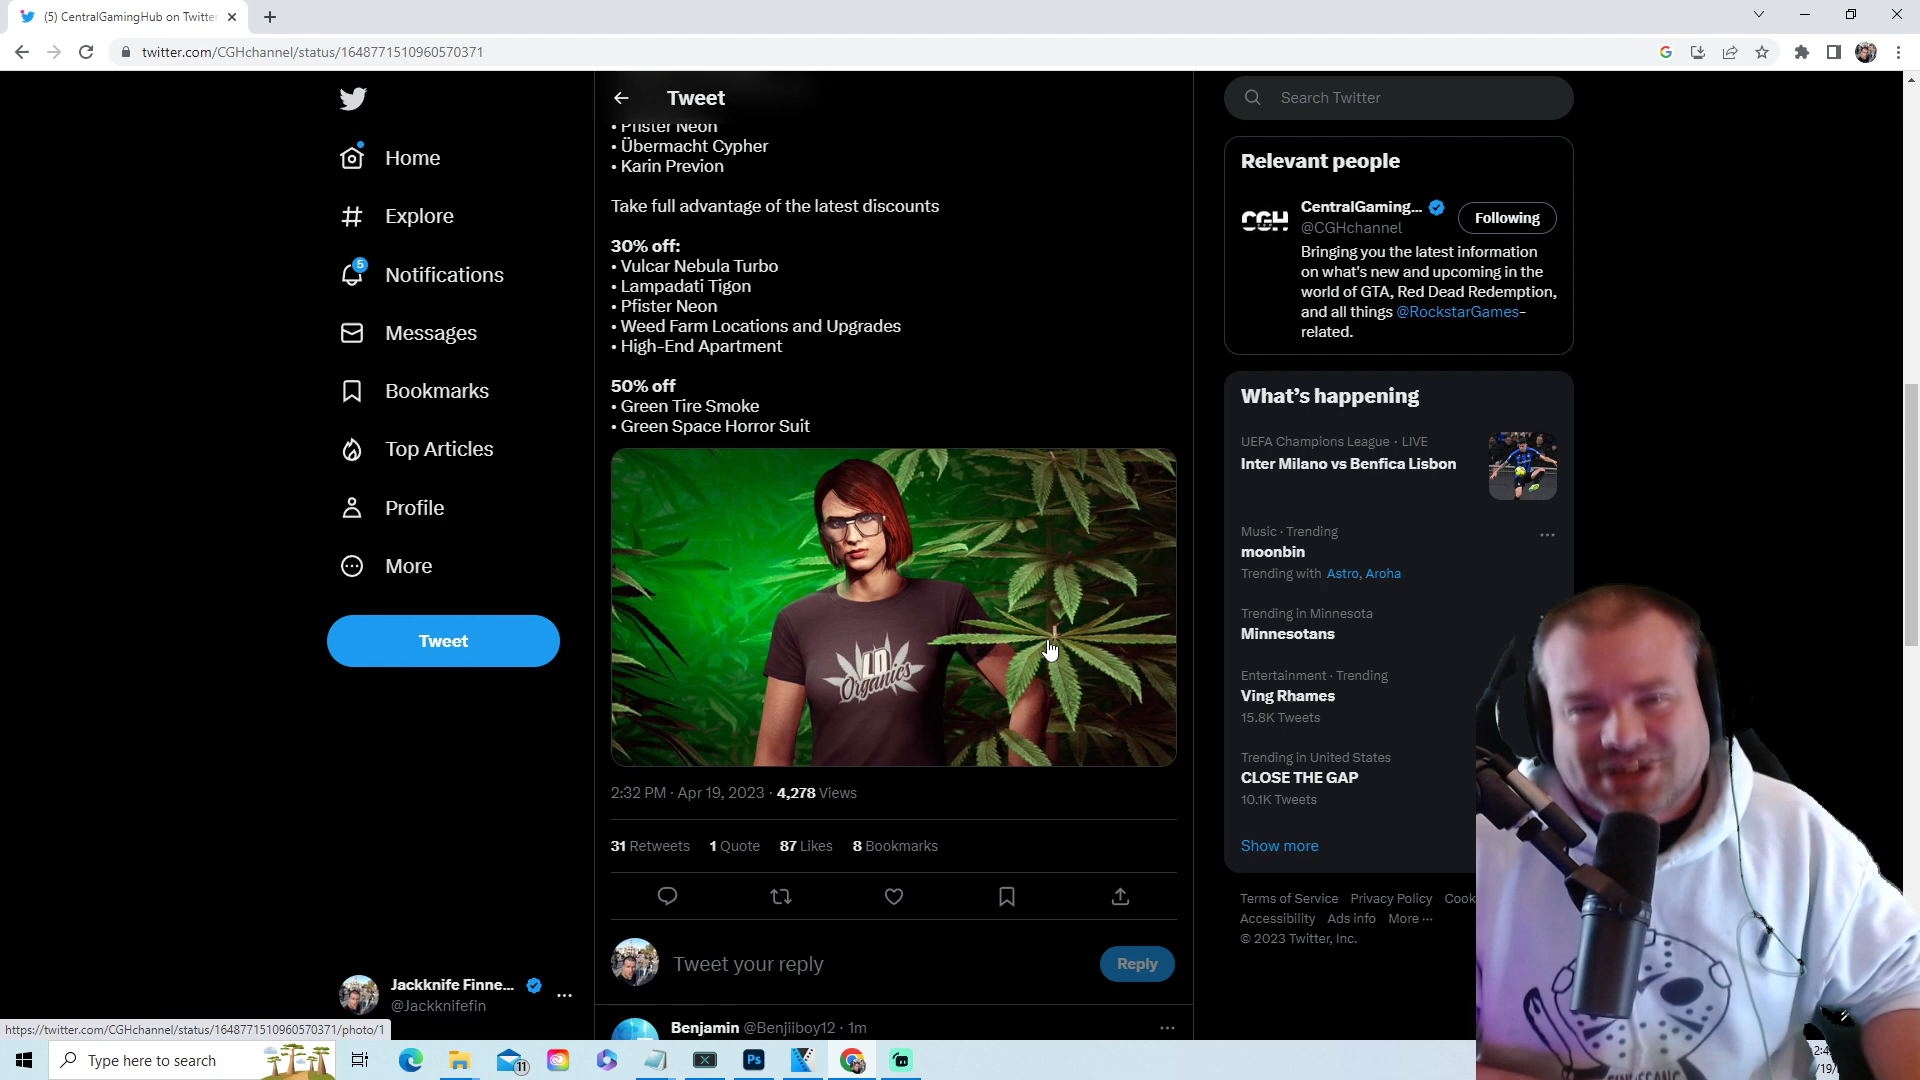 (5) CentralGamingHub on Twitter
twitter.com/CGHchannel/status/1648771510960570371
Home
Explore
5
Notifications
Messages
Bookmarks
Top Articles
Profile
More
Tweet
Jackknife Finne...
@Jackknifefin
https://twitter.com/CGHchannel/status/1648771510960570371/photo/1
Tweet
• Pfister Neon
• Übermacht Cypher
• Karin Previon
Take full advantage of the latest discounts
30% off:
• Vulcar Nebula Turbo
• Lampadati Tigon
• Pfister Neon
• Weed Farm Locations and Upgrades
• High-End Apartment
50% off
• Green Tire Smoke
• Green Space Horror Suit
LD
Organics
2:32 PM · Apr 19, 2023 · 4,278 Views
31 Retweets 1 Quote 87 Likes 8 Bookmarks
Tweet your reply
Reply
Benjamin @Benjiiboy12 · 1m
Search Twitter
Relevant people
CGH
CentralGaming...
@CGHchannel
Following
Bringing you the latest information
on what's new and upcoming in the
world of GTA, Red Dead Redemption,
and all things @RockstarGames-
related.
What's happening
UEFA Champions League · LIVE
Inter Milano vs Benfica Lisbon
Music · Trending
moonbin
Trending with Astro, Aroha
Trending in Minnesota
Minnesotans
Entertainment · Trending
Ving Rhames
15.8K Tweets
Trending in United States
CLOSE THE GAP
10.1K Tweets
Show more
Terms of Service Privacy Policy Cook
Accessibility Ads info More ···
© 2023 Twitter, Inc.
Type here to search
11
Ps
2:4
/19/